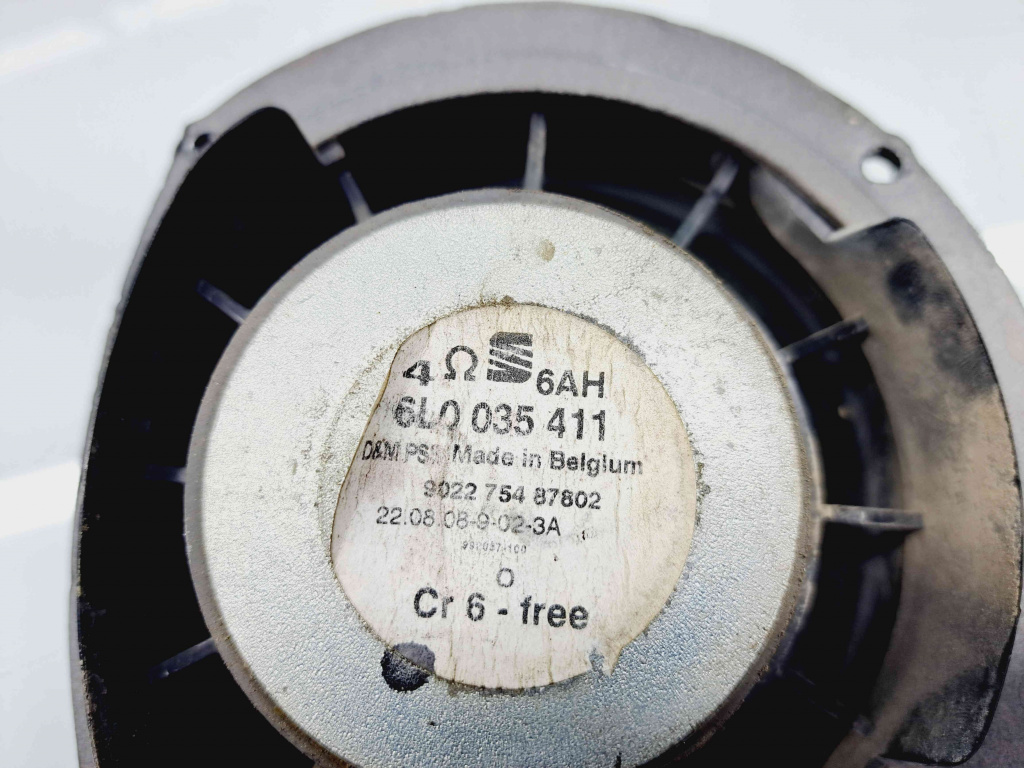 4 Ω S 6AH
6L0 035 411
D&M PSS Made in Belgium
9022 754 87802
22.08.08-9-02-3A
O
Cr 6 - free